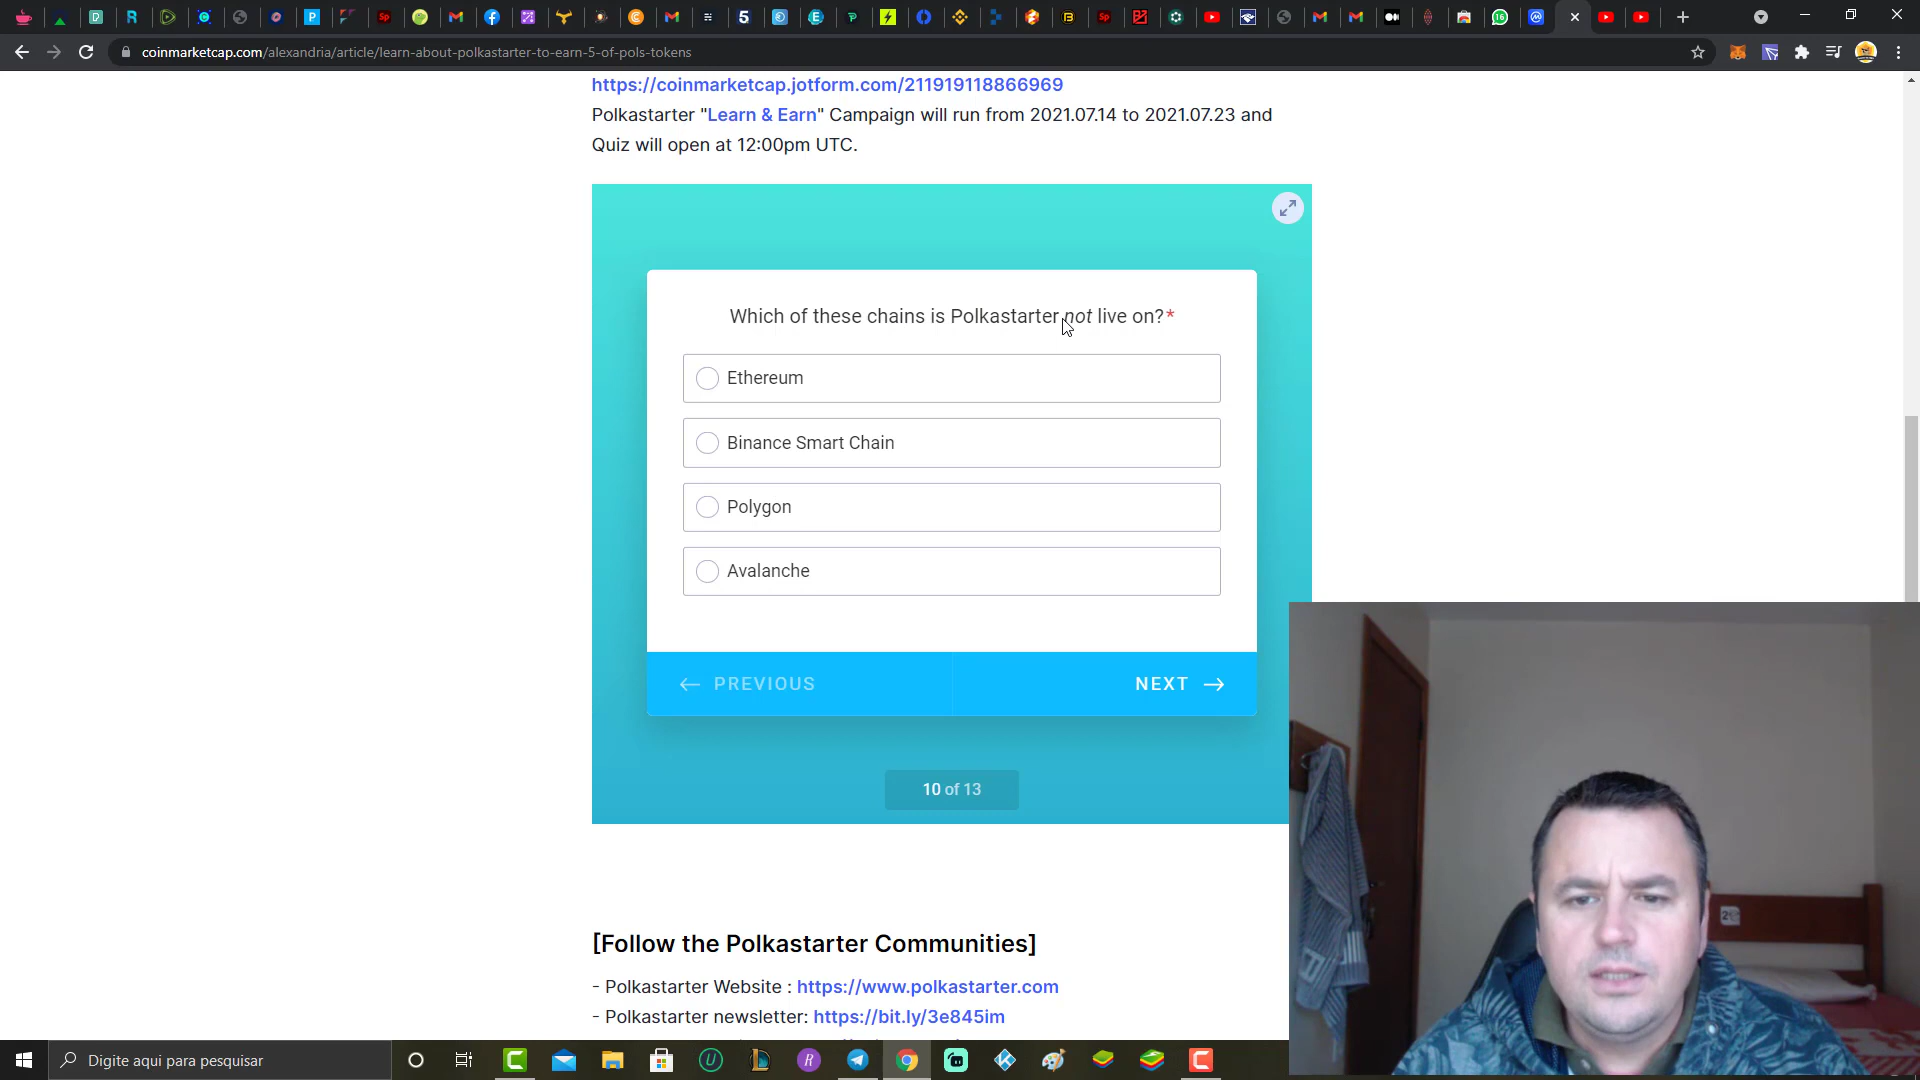 coinmarketcap.com/alexandria/article/learn-about-polkastarter-to-earn-5-of-pols-tokens
https://coinmarketcap.jotform.com/211919118866969
Polkastarter "Learn & Earn" Campaign will run from 2021.07.14 to 2021.07.23 and
Quiz will open at 12:00pm UTC.
Which of these chains is Polkastarter not live on?*
Ethereum
Binance Smart Chain
Polygon
Avalanche
← PREVIOUS
NEXT →
10 of 13
[Follow the Polkastarter Communities]
- Polkastarter Website : https://www.polkastarter.com
- Polkastarter newsletter: https://bit.ly/3e845im
Digite aqui para pesquisar